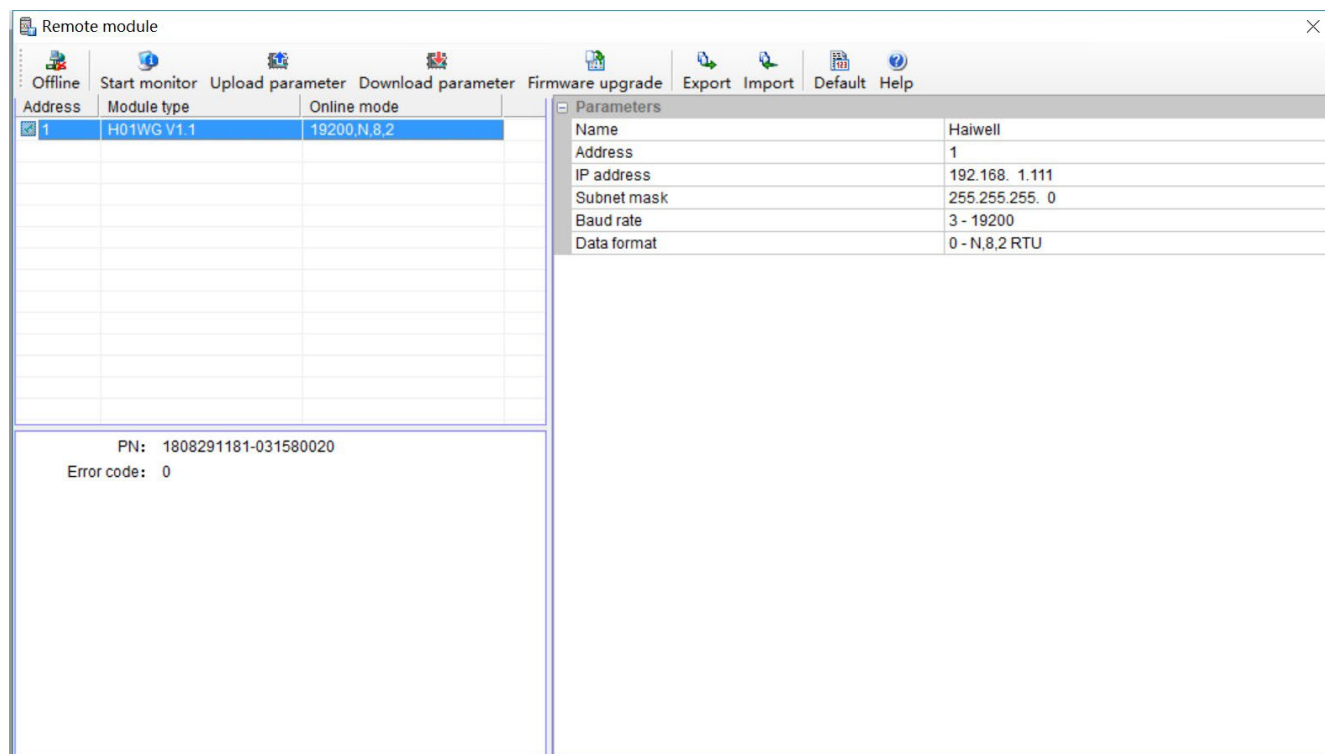 Remote module
Offline Start monitor Upload parameter Download parameter Firmware upgrade Export Import Default Help
Address Module type Online mode
1 H01WG V1.1 19200,N,8,2
PN: 1808291181-031580020
Error code: 0
Parameters
Name Haiwell
Address 1
IP address 192.168. 1.111
Subnet mask 255.255.255. 0
Baud rate 3 - 19200
Data format 0 - N,8,2 RTU